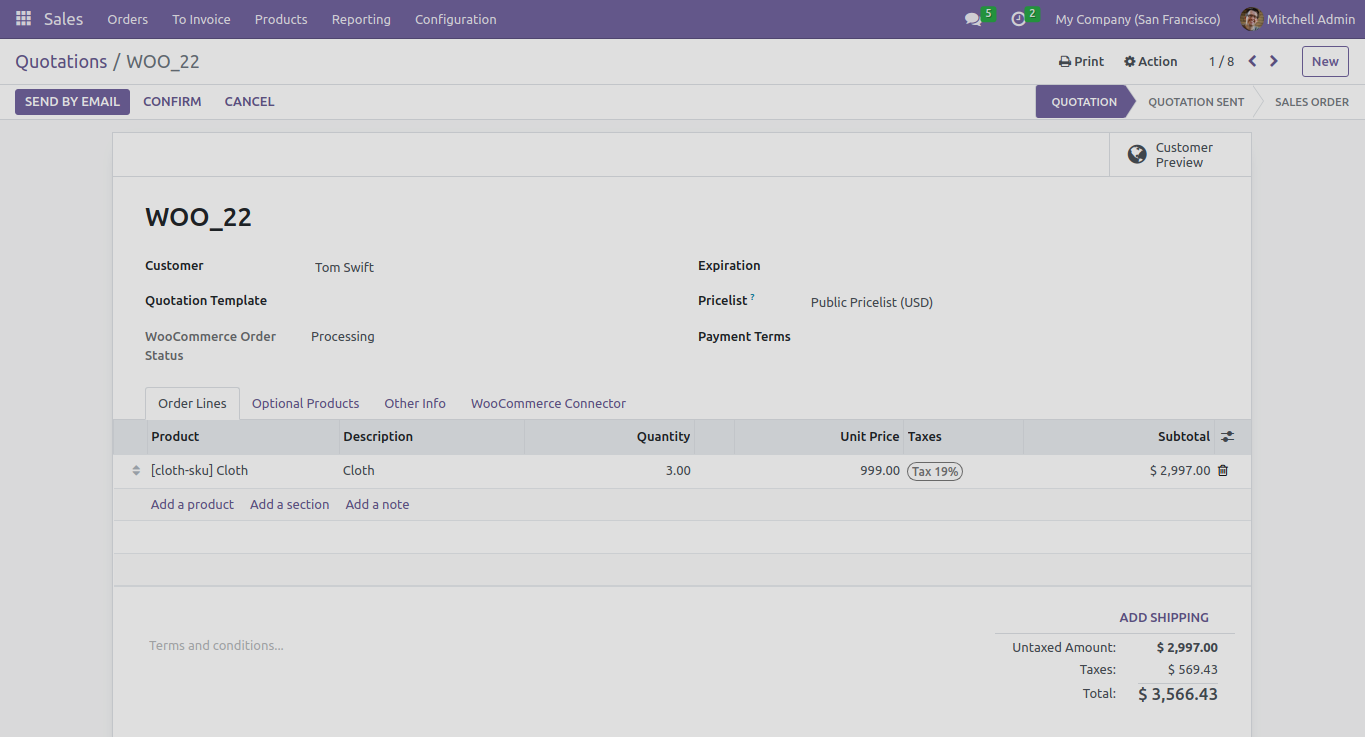 Sales Orders To Invoice Products Reporting Configuration 5 2 My Company (San Francisco) Mitchell Admin
Quotations / WOO_22 Print Action 1 / 8 New
SEND BY EMAIL CONFIRM CANCEL QUOTATION QUOTATION SENT SALES ORDER
Customer
Preview
WOO_22
Customer Tom Swift Expiration
Quotation Template Pricelist ? Public Pricelist (USD)
WooCommerce Order
Status Processing Payment Terms
Order Lines Optional Products Other Info WooCommerce Connector
Product Description Quantity Unit Price Taxes Subtotal
[cloth-sku] Cloth Cloth 3.00 999.00 Tax 19% $ 2,997.00
Add a product Add a section Add a note
ADD SHIPPING
Terms and conditions...
Untaxed Amount: $ 2,997.00
Taxes: $ 569.43
Total: $ 3,566.43